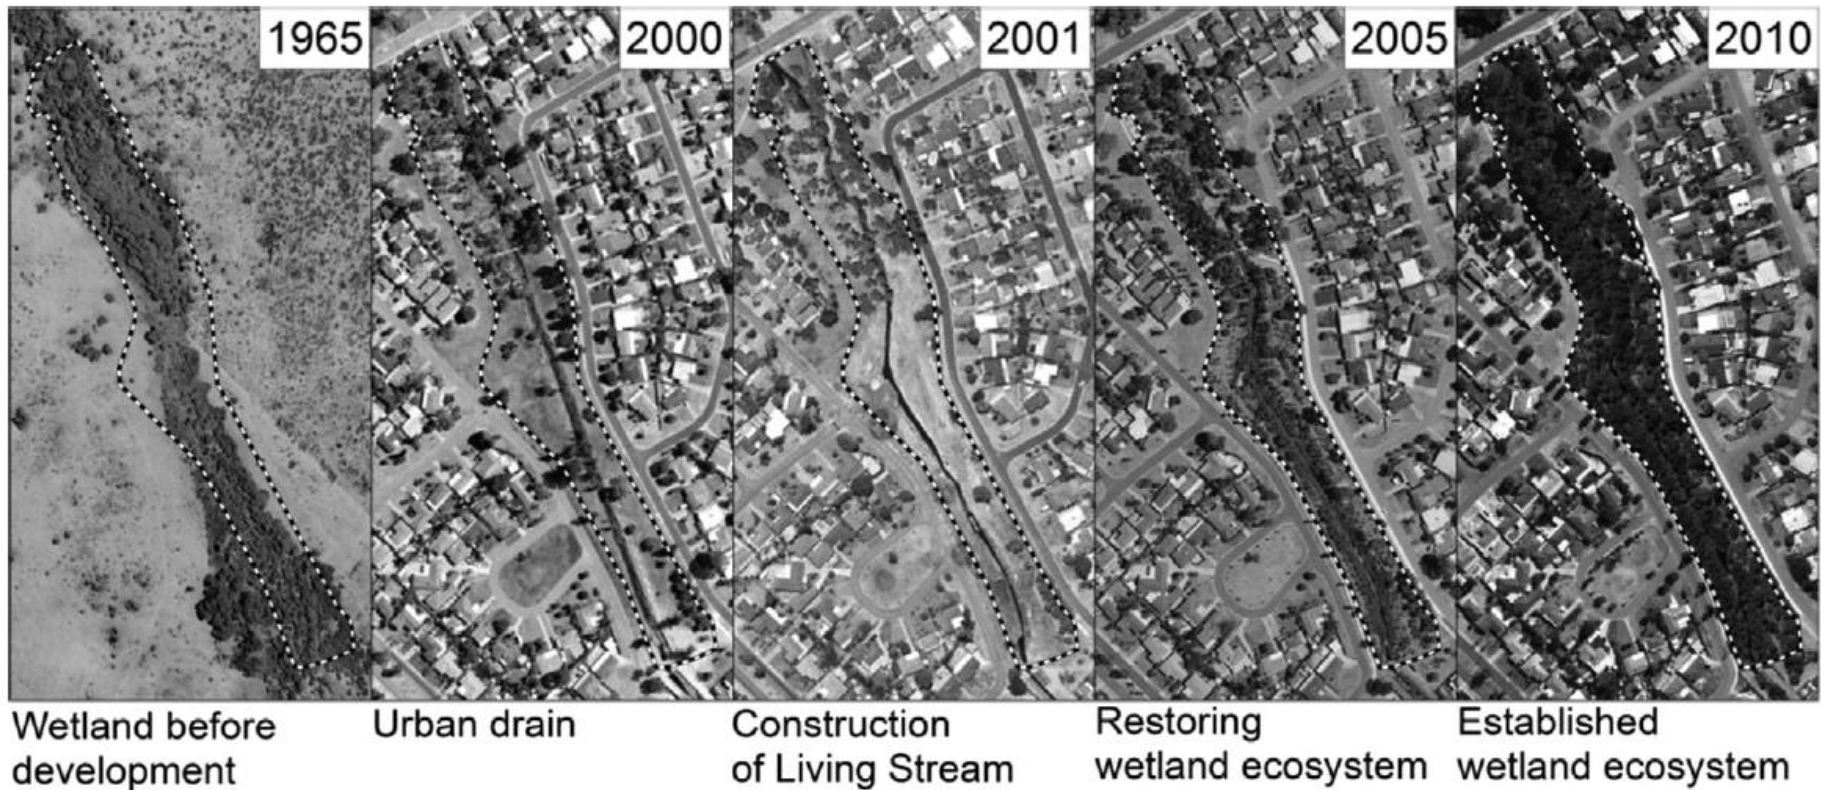 1965
2000
2001
2005
2010
Wetland before
development
Urban drain
Construction
of Living Stream
Restoring
wetland ecosystem
Established
wetland ecosystem